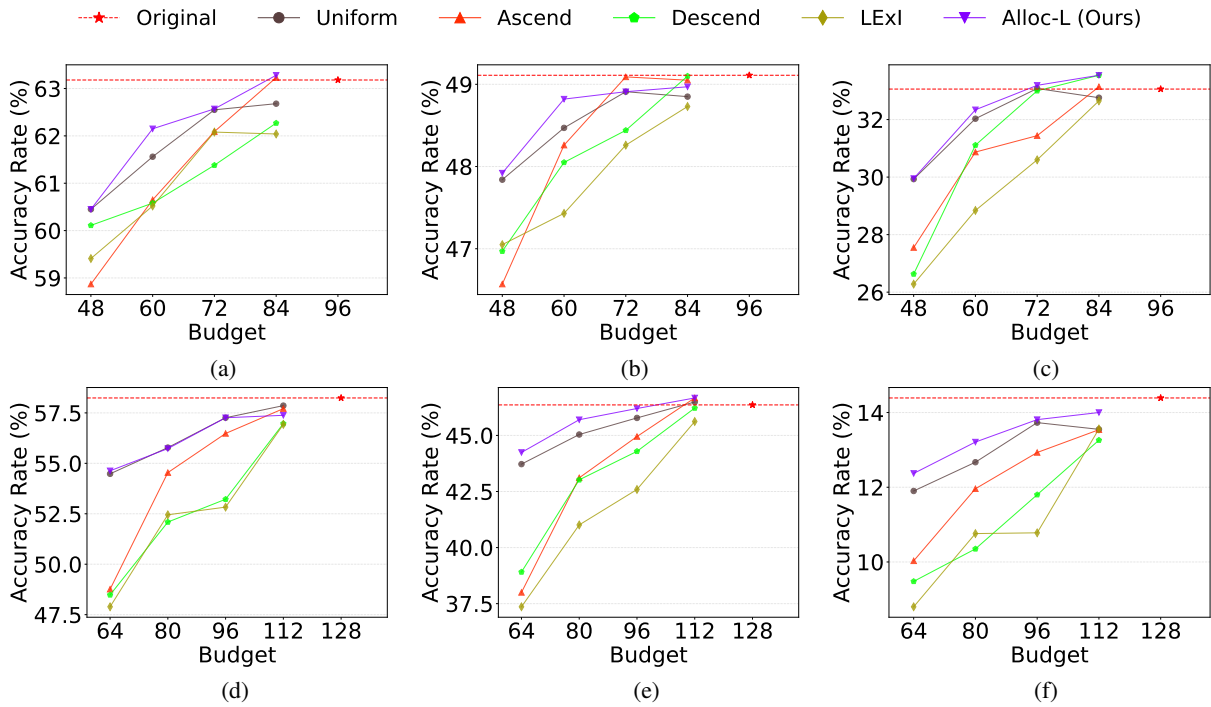 Original Uniform Ascend Descend LExI Alloc-L (Ours)
Accuracy Rate (%)
63
62
61
60
59
48 60 72 84 96
Budget
(a)
Accuracy Rate (%)
49
48
47
48 60 72 84 96
Budget
(b)
Accuracy Rate (%)
32
30
28
26
48 60 72 84 96
Budget
(c)
Accuracy Rate (%)
57.5
55.0
52.5
50.0
47.5
64 80 96 112 128
Budget
(d)
Accuracy Rate (%)
45.0
42.5
40.0
37.5
64 80 96 112 128
Budget
(e)
Accuracy Rate (%)
14
12
10
64 80 96 112 128
Budget
(f)